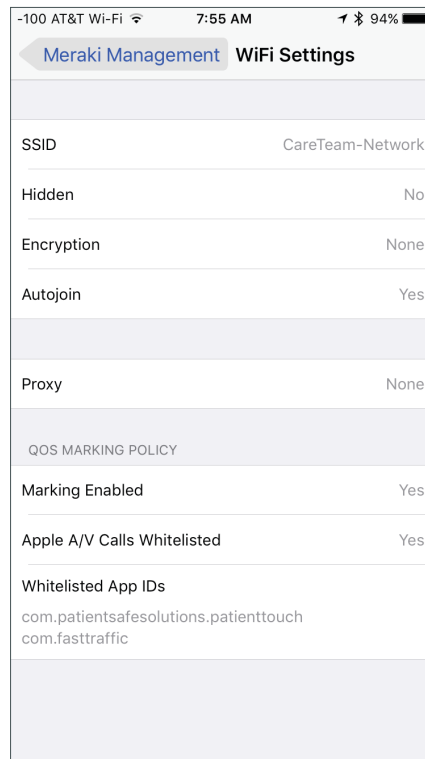 -100 AT&T Wi-Fi 7:55 AM 94%
Meraki Management WiFi Settings
SSID CareTeam-Network
Hidden No
Encryption None
Autojoin Yes
Proxy None
QOS MARKING POLICY
Marking Enabled Yes
Apple A/V Calls Whitelisted Yes
Whitelisted App IDs
com.patientsafesolutions.patienttouch
com.fasttraffic